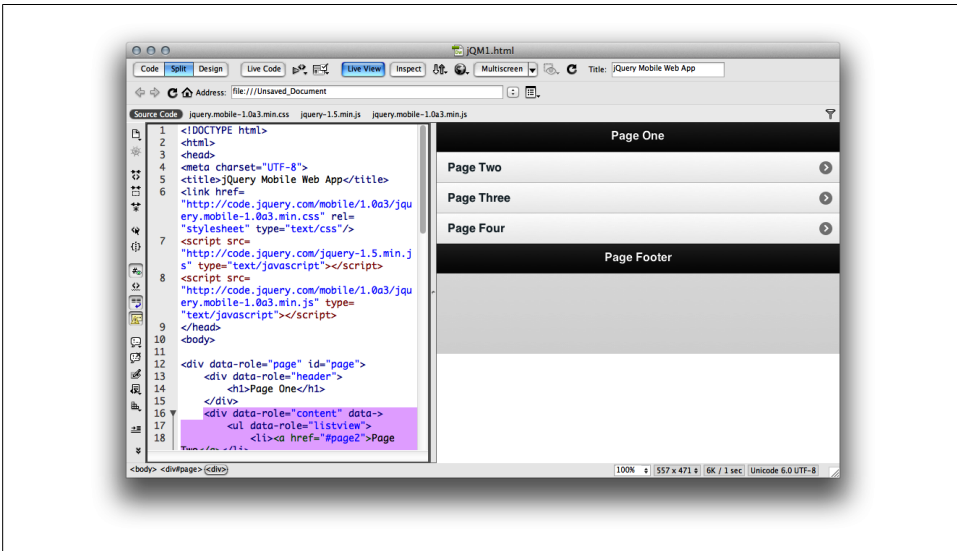 jQM1.html
Code Split Design Live Code Live View Inspect Multiscreen Title: jQuery Mobile Web App
Address: file:///Unsaved_Document
Source Code jquery.mobile-1.0a3.min.css jquery-1.5.min.js jquery.mobile-1.0a3.min.js
1 <!DOCTYPE html>
2 <html>
3 <head>
4 <meta charset="UTF-8">
5 <title>jQuery Mobile Web App</title>
6 <link href=
"http://code.jquery.com/mobile/1.0a3/jqu
ery.mobile-1.0a3.min.css" rel=
"stylesheet" type="text/css"/>
7 <script src=
"http://code.jquery.com/jquery-1.5.min.j
s" type="text/javascript"></script>
8 <script src=
"http://code.jquery.com/mobile/1.0a3/jqu
ery.mobile-1.0a3.min.js" type=
"text/javascript"></script>
9 </head>
10 <body>
11
12 <div data-role="page" id="page">
13 <div data-role="header">
14 <h1>Page One</h1>
15 </div>
16 <div data-role="content" data->
17 <ul data-role="listview">
18 <li><a href="#page2">Page
Two</a></li>
Page One
Page Two
Page Three
Page Four
Page Footer
<body> <div#page> <div>
100% 557 x 471 6K / 1 sec Unicode 6.0 UTF-8